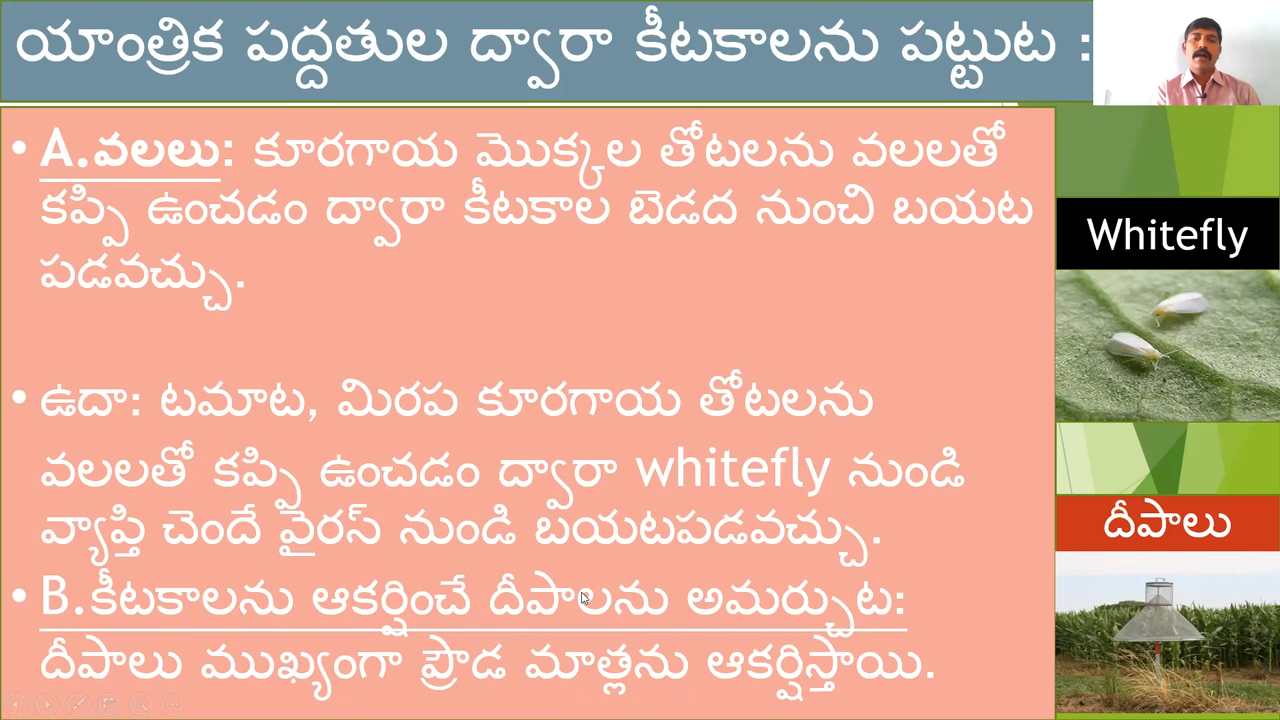 యాంత్రిక పద్దతుల ద్వారా కీటకాలను పట్టుట :
• A.వలలు: కూరగాయ మొక్కల తోటలను వలలతో
కప్పి ఉంచడం ద్వారా కీటకాల బెడద నుంచి బయట
పడవచ్చు.
• ఉదా: టమాట, మిరప కూరగాయ తోటలను
వలలతో కప్పి ఉంచడం ద్వారా whitefly నుండి
వ్యాప్తి చెందే వైరస్ నుండి బయటపడవచ్చు.
• B.కీటకాలను ఆకర్షించే దీపాలను అమర్చుట:
దీపాలు ముఖ్యంగా ప్రౌడ మాత్లను ఆకర్షిస్తాయి.
Whitefly
దీపాలు